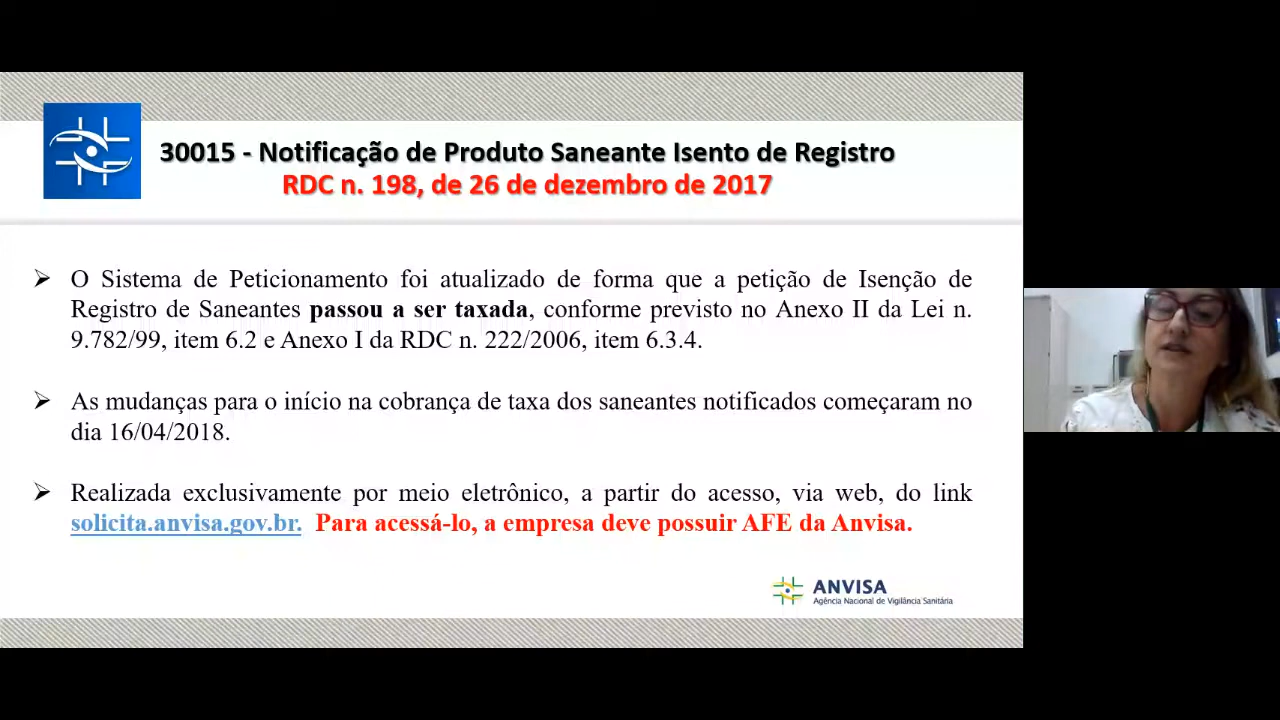 30015 - Notificação de Produto Saneante Isento de Registro
RDC n. 198, de 26 de dezembro de 2017
➢ O Sistema de Peticionamento foi atualizado de forma que a petição de Isenção de
Registro de Saneantes passou a ser taxada, conforme previsto no Anexo II da Lei n.
9.782/99, item 6.2 e Anexo I da RDC n. 222/2006, item 6.3.4.
➢ As mudanças para o início na cobrança de taxa dos saneantes notificados começaram no
dia 16/04/2018.
➢ Realizada exclusivamente por meio eletrônico, a partir do acesso, via web, do link
solicita.anvisa.gov.br. Para acessá-lo, a empresa deve possuir AFE da Anvisa.
ANVISA
Agência Nacional de Vigilância Sanitária